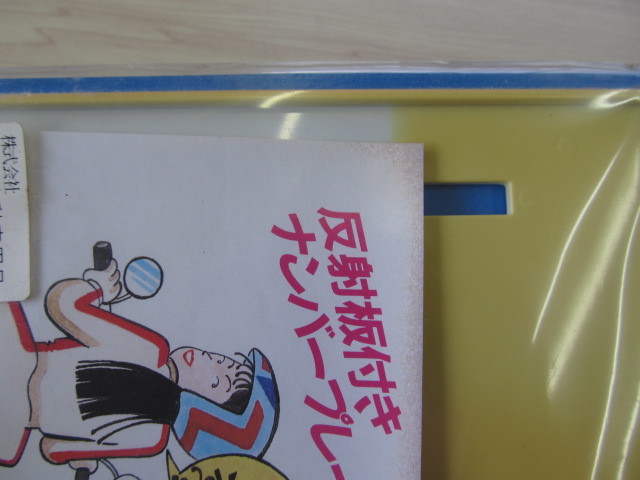 反射板付き
ナンバープレー
株式会社